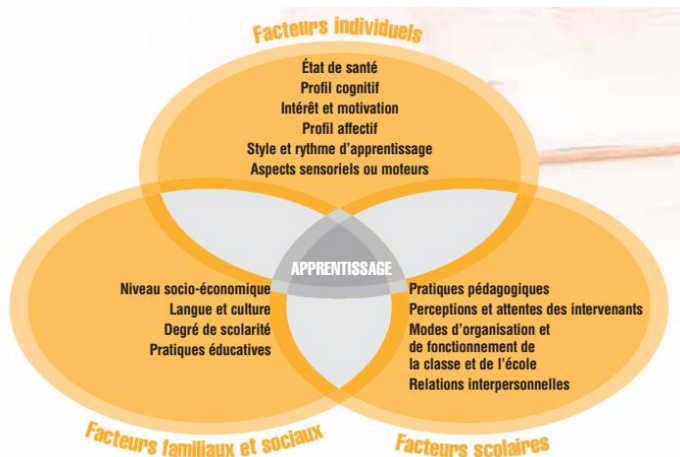 Facteurs individuels
État de santé
Profil cognitif
Intérêt et motivation
Profil affectif
Style et rythme d'apprentissage
Aspects sensoriels ou moteurs
APPRENTISSAGE
Niveau socio-économique
Langue et culture
Degré de scolarité
Pratiques éducatives
Pratiques pédagogiques
Perceptions et attentes des intervenants
Modes d'organisation et
de fonctionnement de
la classe et de l'école
Relations interpersonnelles
Facteurs familiaux et sociaux
Facteurs scolaires